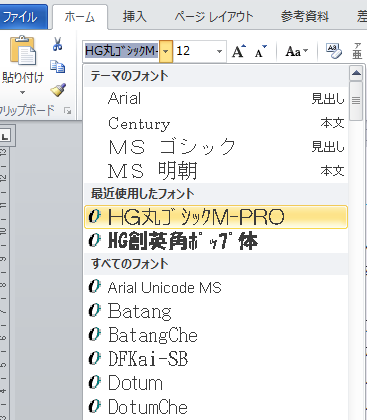 ファイル ホーム 挿入 ページ レイアウト 参考資料 差
HG丸ｺﾞｼｯｸM- 12 A A Aa ア亜
貼り付け
クリップボード
テーマのフォント
Arial 見出し
Century 本文
ＭＳ ゴシック 見出し
ＭＳ 明朝 本文
最近使用したフォント
HG丸ｺﾞｼｯｸM-PRO
HG創英角ﾎﾟｯﾌﾟ体
すべてのフォント
Arial Unicode MS
Batang
BatangChe
DFKai-SB
Dotum
DotumChe